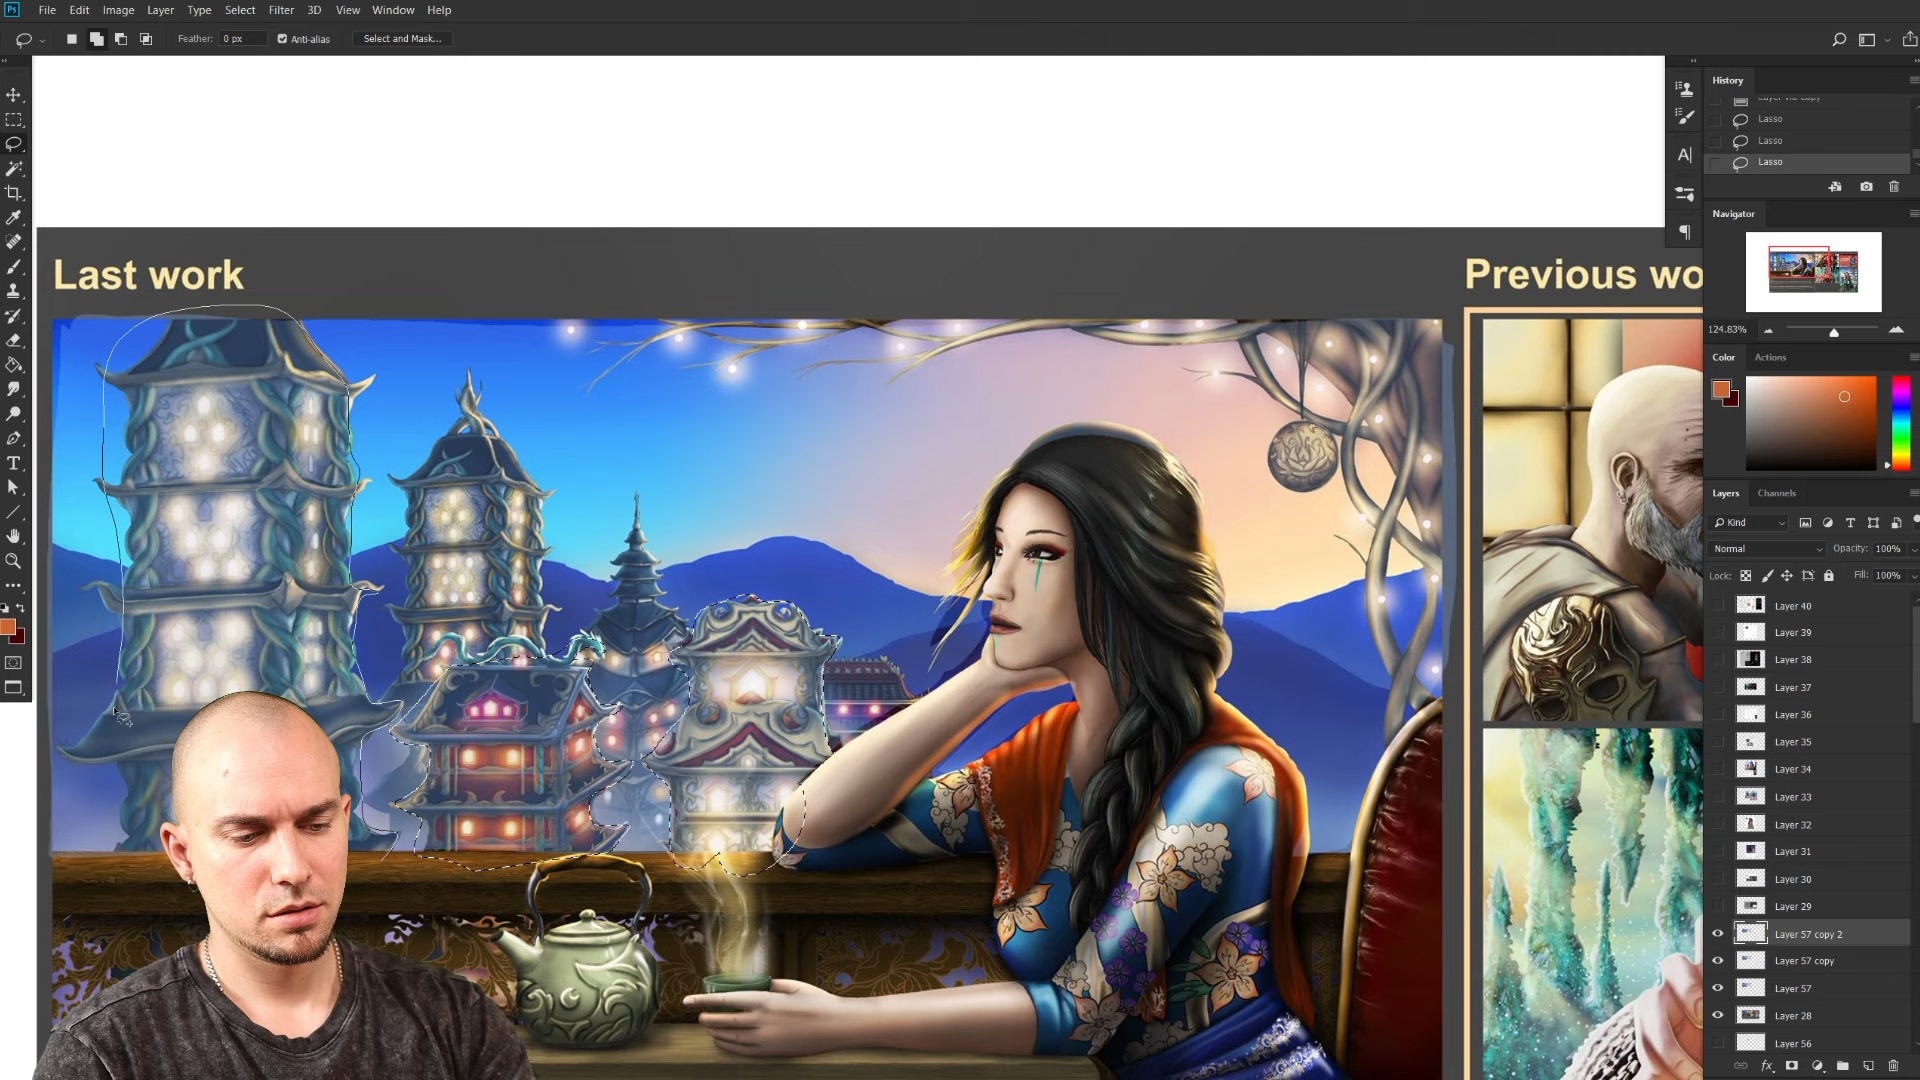 Ps File Edit Image Layer Type Select Filter 3D View Window Help
Feather: 0 px Anti-alias Select and Mask...
Last work
Previous wo
History
Layer Via Copy
Lasso
Lasso
Lasso
Navigator
124.83%
Color Actions
Layers Channels
Kind
Normal Opacity: 100%
Lock: Fill: 100%
Layer 40
Layer 39
Layer 38
Layer 37
Layer 36
Layer 35
Layer 34
Layer 33
Layer 32
Layer 31
Layer 30
Layer 29
Layer 57 copy 2
Layer 57 copy
Layer 57
Layer 28
Layer 56